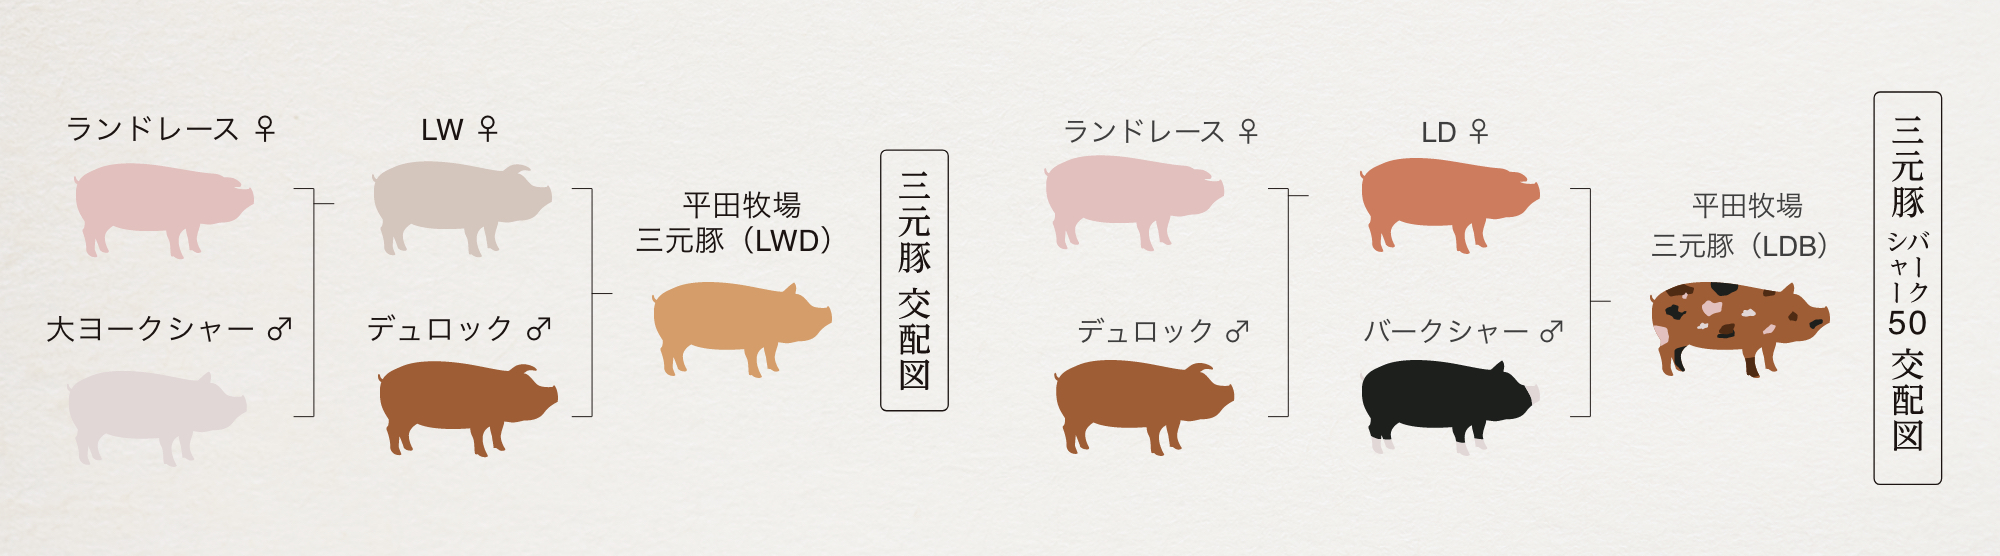 ランドレース ♀
LW ♀
平田牧場
三元豚（LWD）
大ヨークシャー ♂
デュロック ♂
三元豚 交配図
ランドレース ♀
LD ♀
平田牧場
三元豚（LDB）
デュロック ♂
バークシャー ♂
三元豚 バークシャー50 交配図